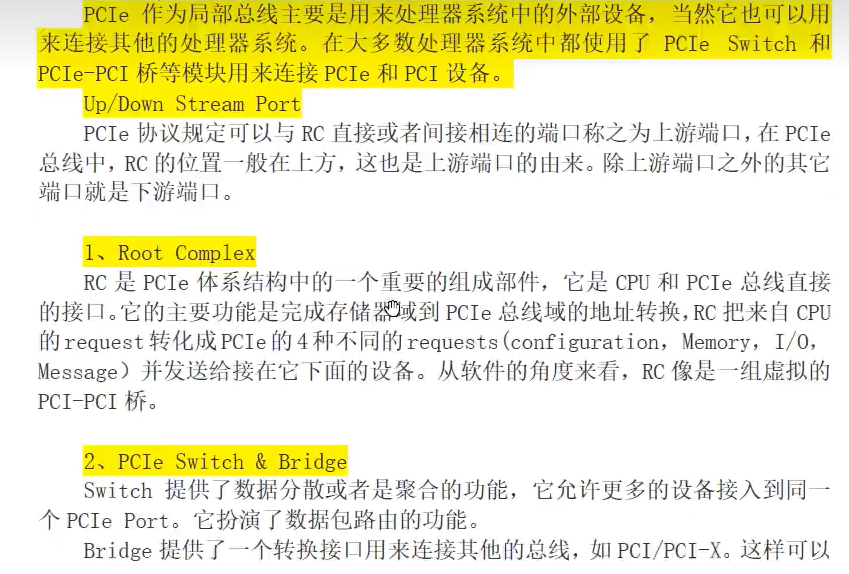 PCIe 作为局部总线主要是用来处理器系统中的外部设备，当然它也可以用
来连接其他的处理器系统。在大多数处理器系统中都使用了 PCIe Switch 和
PCIe-PCI 桥等模块用来连接 PCIe 和 PCI 设备。
Up/Down Stream Port
PCIe 协议规定可以与 RC 直接或者间接相连的端口称之为上游端口，在 PCIe
总线中，RC 的位置一般在上方，这也是上游端口的由来。除上游端口之外的其它
端口就是下游端口。
1、Root Complex
RC 是 PCIe 体系结构中的一个重要的组成部件，它是 CPU 和 PCIe 总线直接
的接口。它的主要功能是完成存储器域到 PCIe 总线域的地址转换，RC 把来自 CPU
的 request 转化成 PCIe 的 4 种不同的 requests(configuration，Memory，I/O，
Message）并发送给接在它下面的设备。从软件的角度来看，RC 像是一组虚拟的
PCI-PCI 桥。
2、PCIe Switch & Bridge
Switch 提供了数据分散或者是聚合的功能，它允许更多的设备接入到同一
个 PCIe Port。它扮演了数据包路由的功能。
Bridge 提供了一个转换接口用来连接其他的总线，如 PCI/PCI-X。这样可以